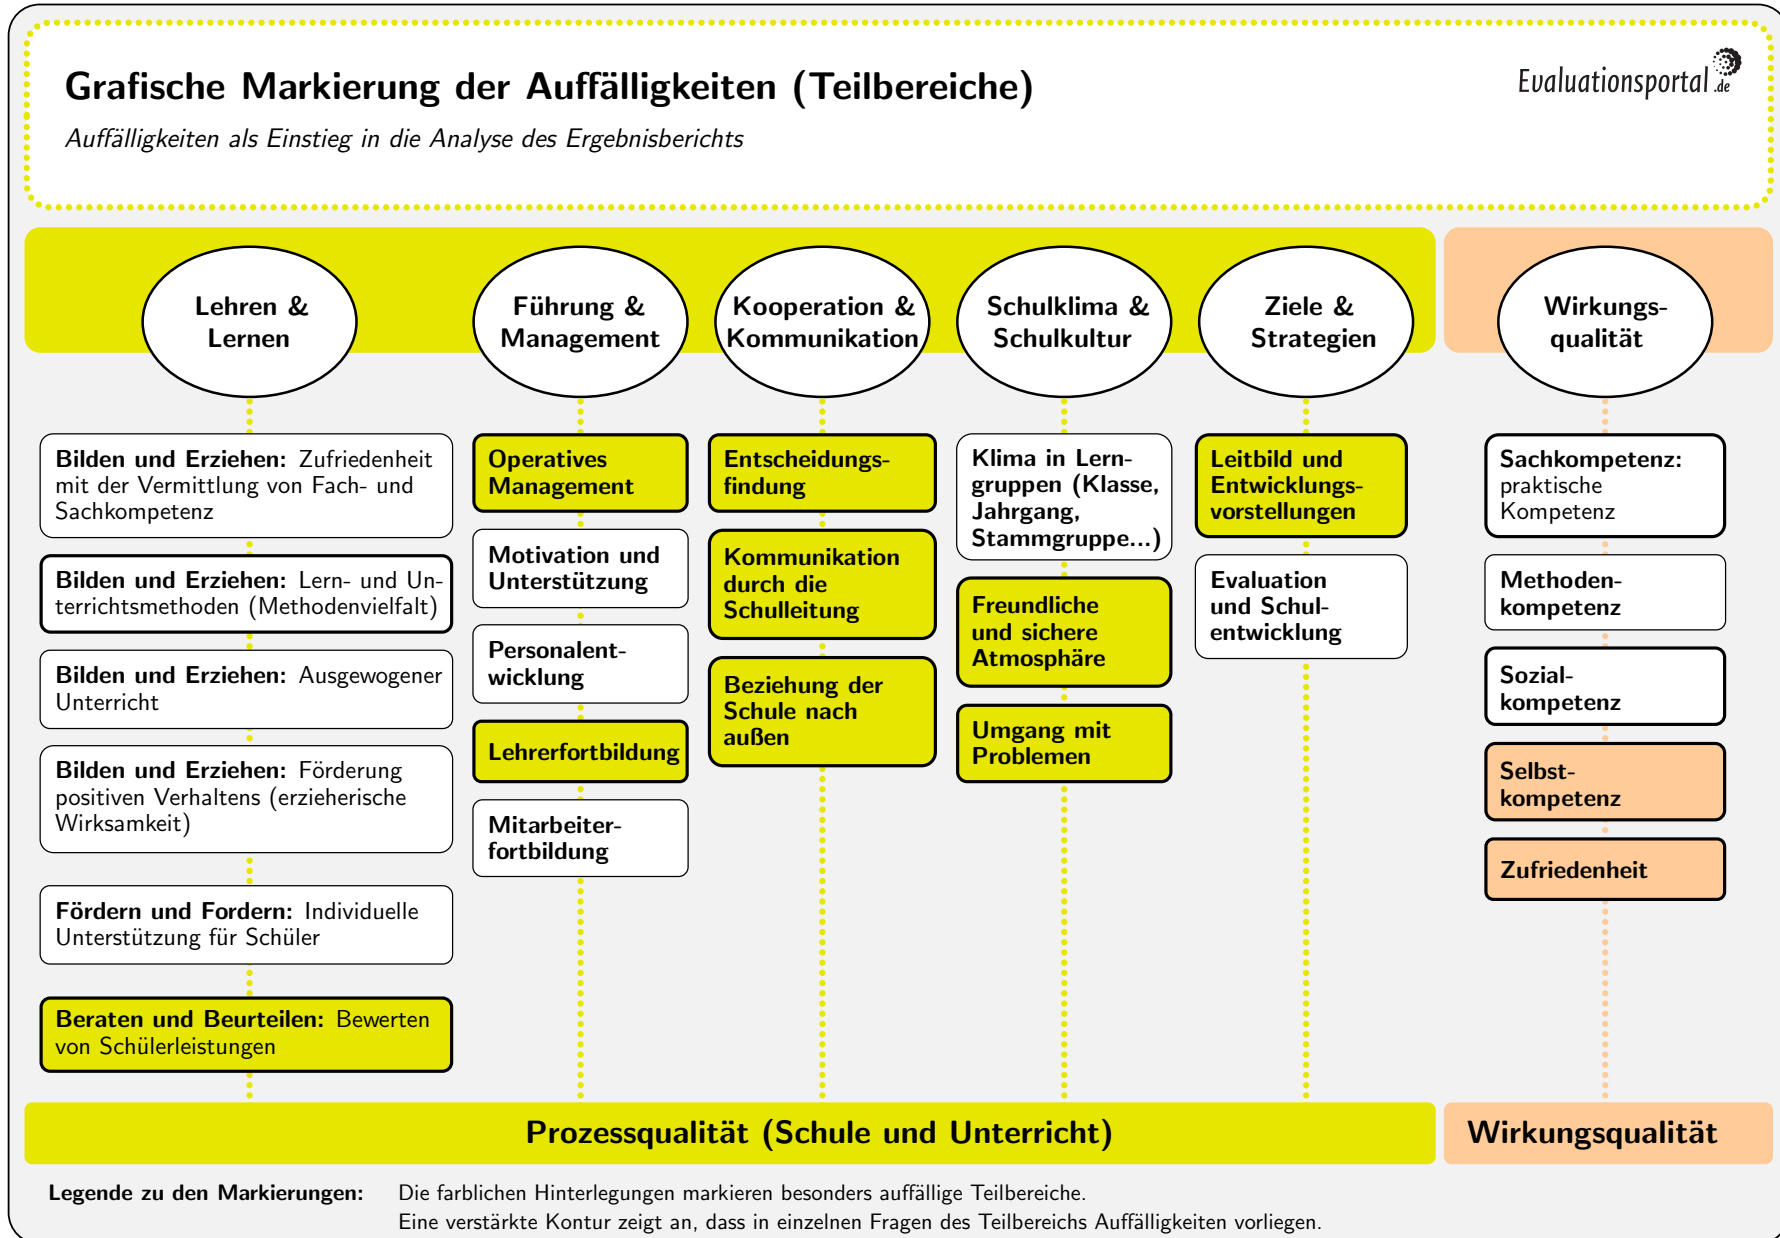 Grafische Markierung der Auffälligkeiten (Teilbereiche)
Auffälligkeiten als Einstieg in die Analyse des Ergebnisberichts
Evaluationsportal.de
Lehren &
Lernen
Führung &
Management
Kooperation &
Kommunikation
Schulklima &
Schulkultur
Ziele &
Strategien
Wirkungs-
qualität
Bilden und Erziehen: Zufriedenheit
mit der Vermittlung von Fach- und
Sachkompetenz
Bilden und Erziehen: Lern- und Un-
terrichtsmethoden (Methodenvielfalt)
Bilden und Erziehen: Ausgewogener
Unterricht
Bilden und Erziehen: Förderung
positiven Verhaltens (erzieherische
Wirksamkeit)
Fördern und Fordern: Individuelle
Unterstützung für Schüler
Beraten und Beurteilen: Bewerten
von Schülerleistungen
Operatives
Management
Motivation und
Unterstützung
Personalent-
wicklung
Lehrerfortbildung
Mitarbeiter-
fortbildung
Entscheidungs-
findung
Kommunikation
durch die
Schulleitung
Beziehung der
Schule nach
außen
Klima in Lern-
gruppen (Klasse,
Jahrgang,
Stammgruppe...)
Freundliche
und sichere
Atmosphäre
Umgang mit
Problemen
Leitbild und
Entwicklungs-
vorstellungen
Evaluation
und Schul-
entwicklung
Sachkompetenz:
praktische
Kompetenz
Methoden-
kompetenz
Sozial-
kompetenz
Selbst-
kompetenz
Zufriedenheit
Prozessqualität (Schule und Unterricht)
Wirkungsqualität
Legende zu den Markierungen: Die farblichen Hinterlegungen markieren besonders auffällige Teilbereiche.
Eine verstärkte Kontur zeigt an, dass in einzelnen Fragen des Teilbereichs Auffälligkeiten vorliegen.